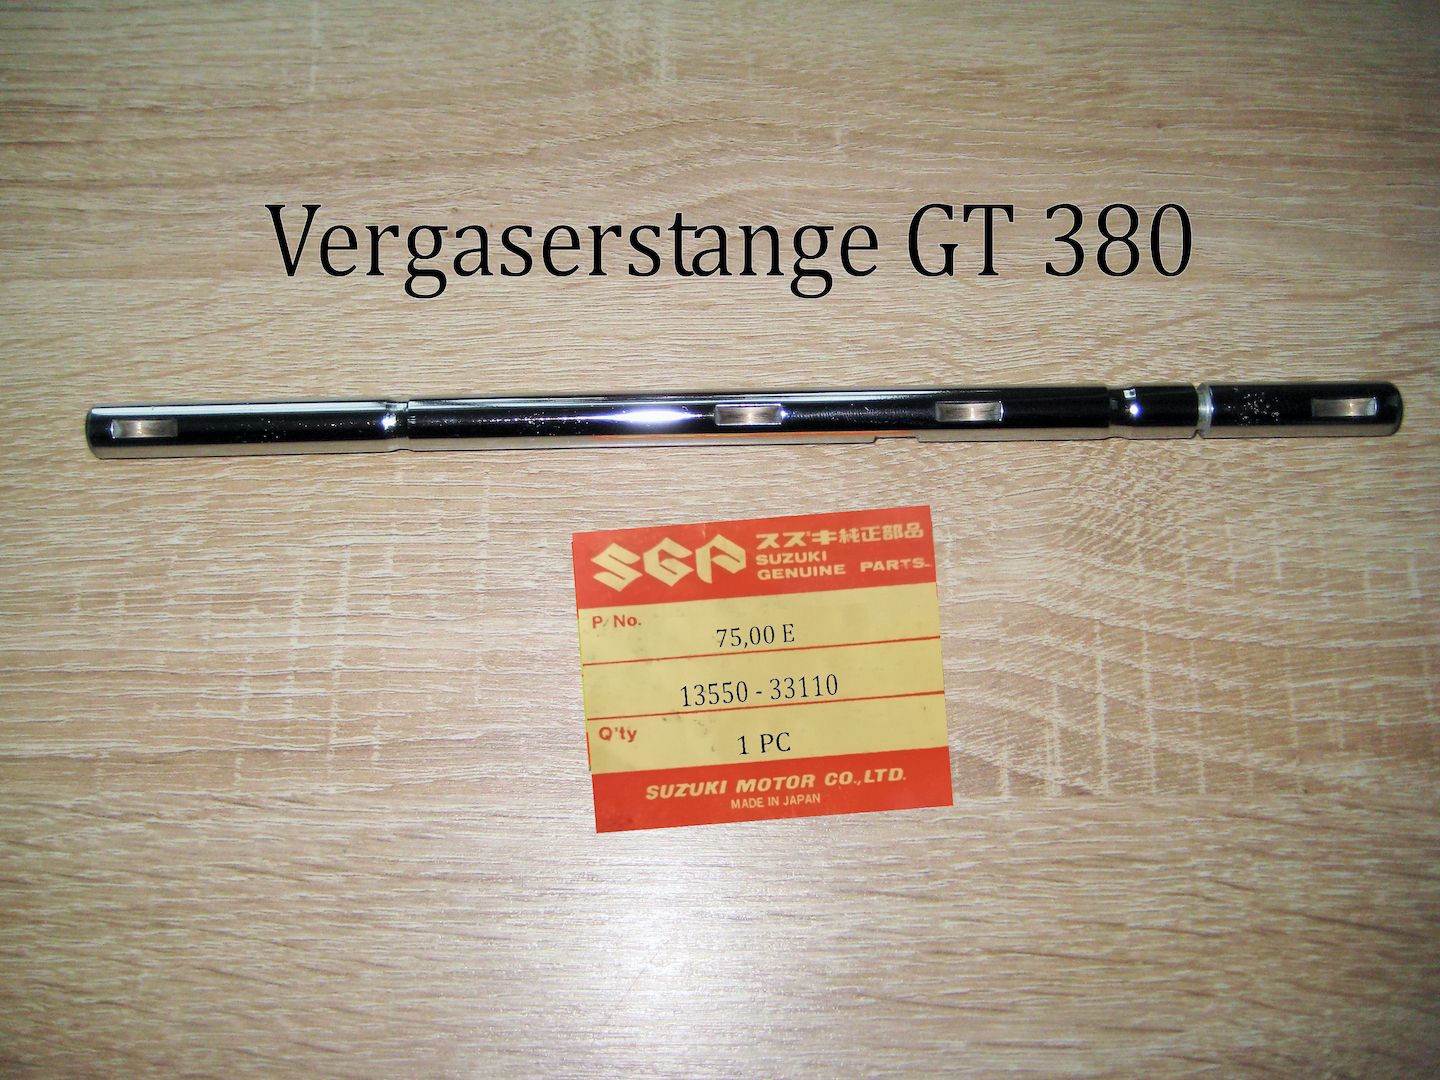 Vergaserstange GT 380
SGP
スズキ純正部品
SUZUKI
GENUINE PARTS
P/No.
75,00 E
13550 - 33110
Q'ty
1 PC
SUZUKI MOTOR CO.,LTD.
MADE IN JAPAN